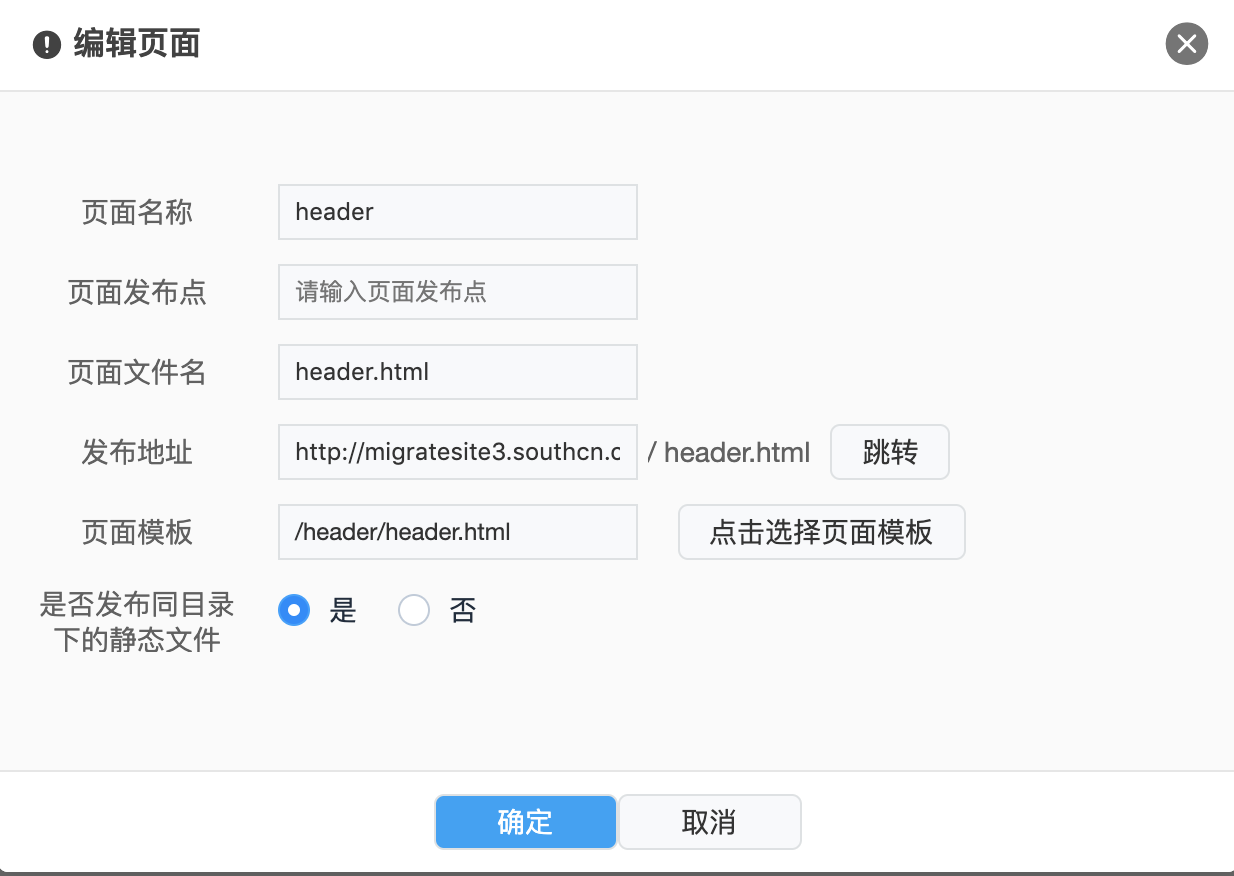 编辑页面
页面名称 header
页面发布点 请输入页面发布点
页面文件名 header.html
发布地址 http://migratesite3.southcn.c / header.html 跳转
页面模板 /header/header.html 点击选择页面模板
是否发布同目录
下的静态文件
是 否
确定 取消